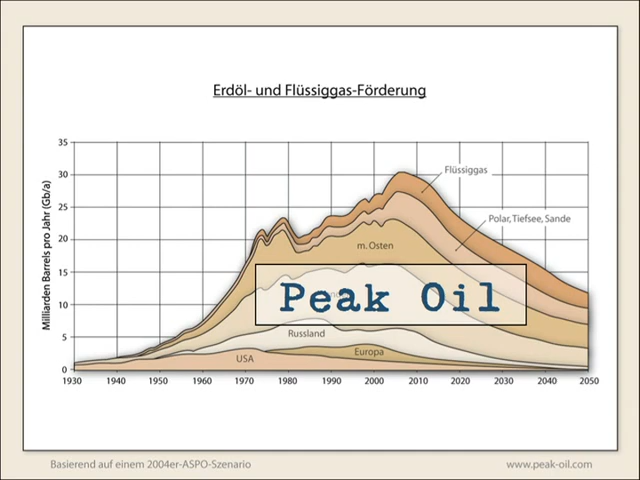 Erdöl- und Flüssiggas-Förderung
Milliarden Barrels pro Jahr (Gb/a)
35
30
25
20
15
10
5
0
Flüssiggas
Polar, Tiefsee, Sande
m. Osten
Peak Oil
Russland
Europa
USA
1930 1940 1950 1960 1970 1980 1990 2000 2010 2020 2030 2040 2050
Basierend auf einem 2004er-ASPO-Szenario
www.peak-oil.com